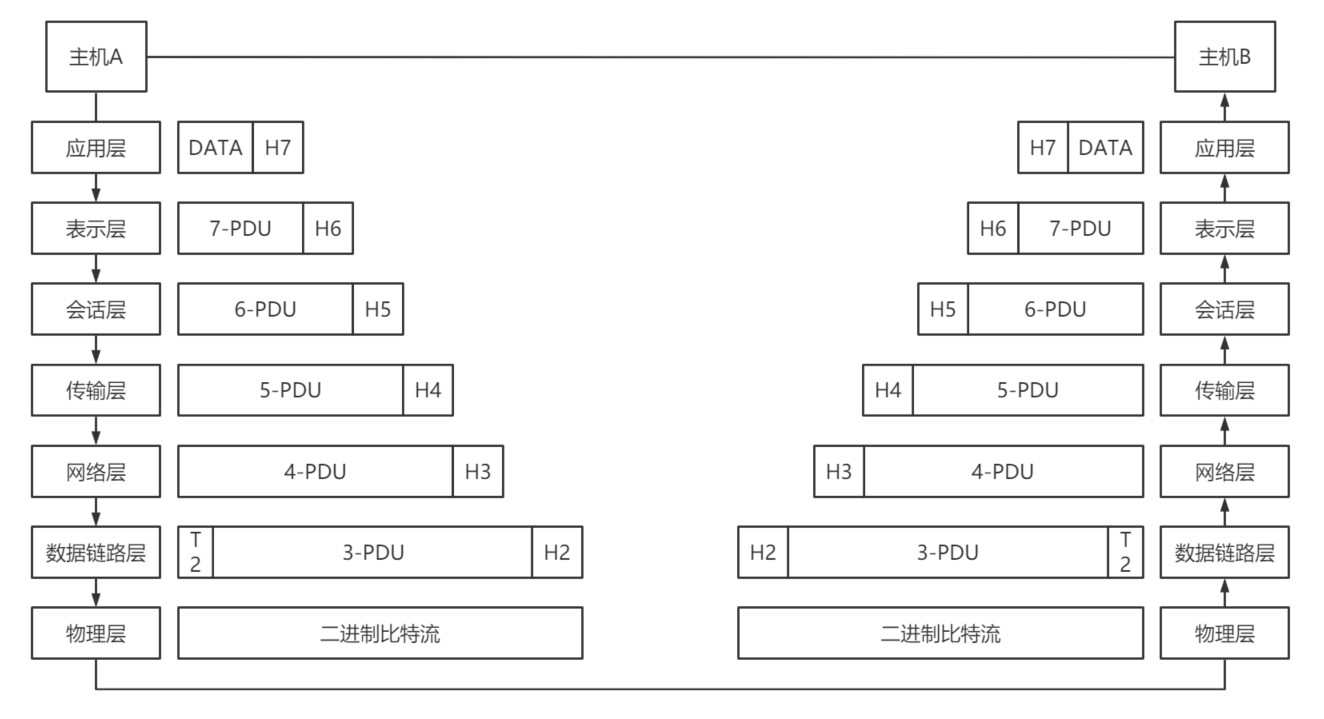 主机A
主机B
应用层 DATA H7 H7 DATA 应用层
表示层 7-PDU H6 H6 7-PDU 表示层
会话层 6-PDU H5 H5 6-PDU 会话层
传输层 5-PDU H4 H4 5-PDU 传输层
网络层 4-PDU H3 H3 4-PDU 网络层
数据链路层 T2 3-PDU H2 H2 3-PDU T2 数据链路层
物理层 二进制比特流 二进制比特流 物理层